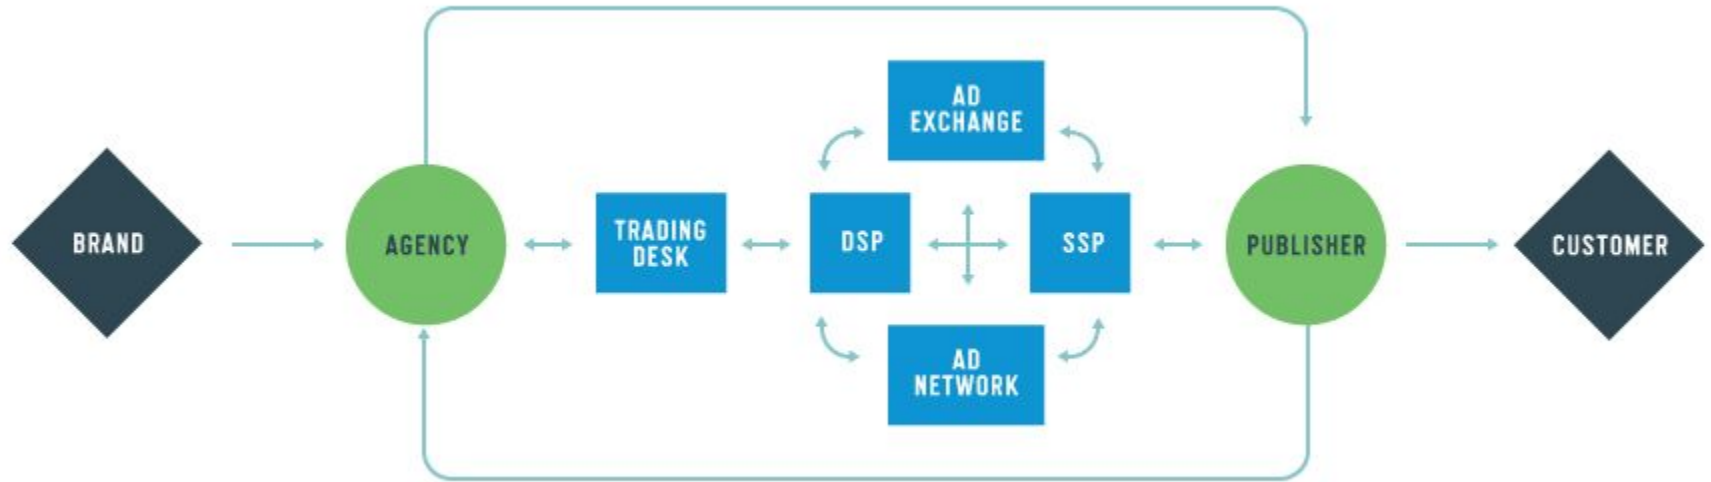 AD
EXCHANGE
BRAND
AGENCY
TRADING
DESK
DSP
SSP
PUBLISHER
CUSTOMER
AD
NETWORK